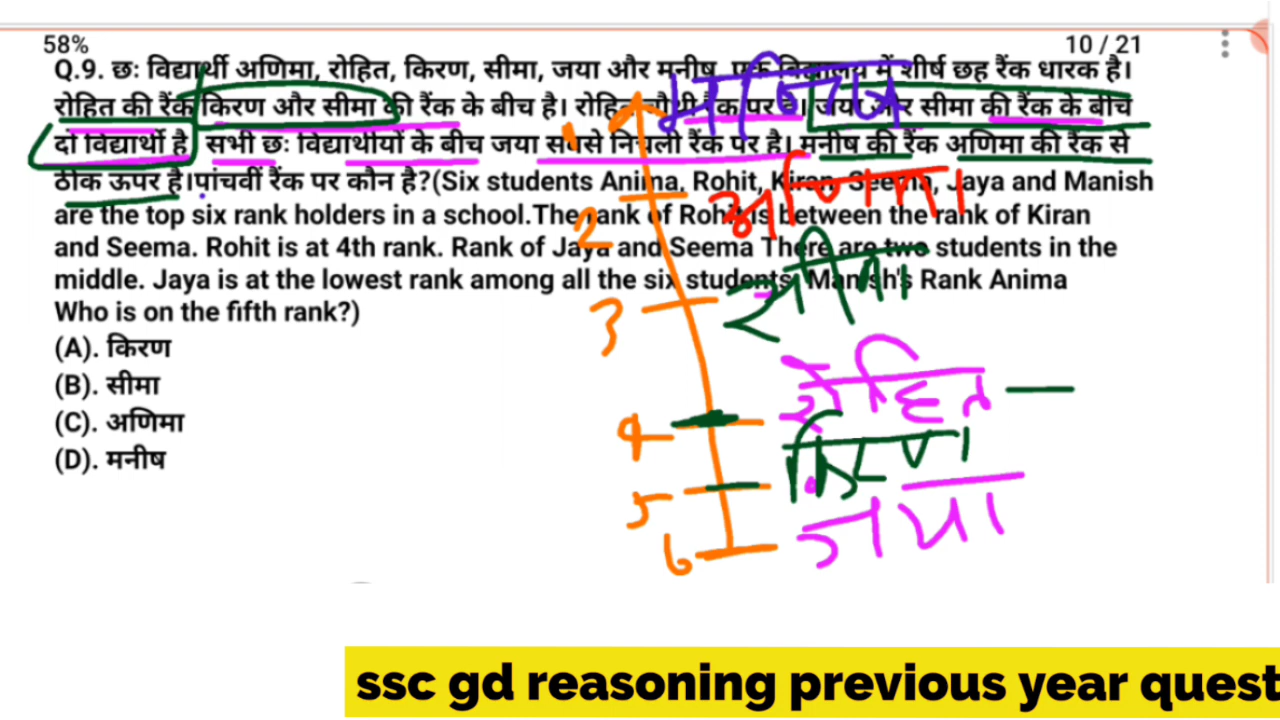 58%
10 / 21
Q.9. छः विद्यार्थी अणिमा, रोहित, किरण, सीमा, जया और मनीष, एक विद्यालय में शीर्ष छह रैंक धारक है।
रोहित की रैंक किरण और सीमा की रैंक के बीच है। रोहित चौथी रैंक पर है। जया और सीमा की रैंक के बीच
दो विद्यार्थी है सभी छः विद्यार्थीयों के बीच जया सबसे निचली रैंक पर है। मनीष की रैंक अणिमा की रैंक से
ठीक ऊपर है।पांचवीं रैंक पर कौन है?(Six students Anima, Rohit, Kiran, Seema, Jaya and Manish
are the top six rank holders in a school.The rank of Rohit is between the rank of Kiran
and Seema. Rohit is at 4th rank. Rank of Jaya and Seema There are two students in the
middle. Jaya is at the lowest rank among all the six students. Manish's Rank Anima
Who is on the fifth rank?)
(A). किरण
(B). सीमा
(C). अणिमा
(D). मनीष
1
2 अणिमा
3 सीमा
4 रोहित
5 किरण
6 जया
ssc gd reasoning previous year quest